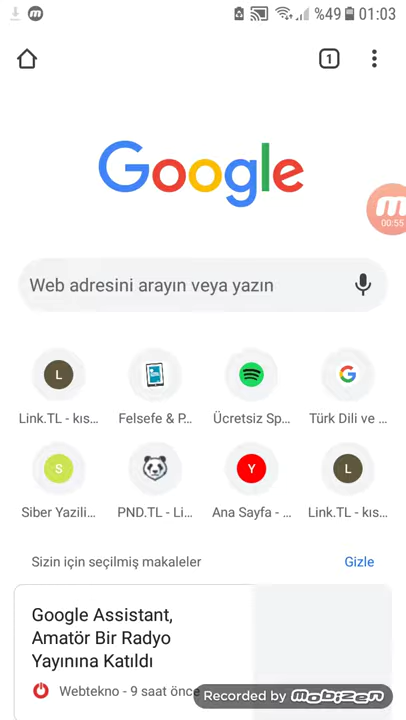 %49 01:03
1
Google
00:55
Web adresini arayın veya yazın
L
S
Y
L
Link.TL - kıs... Felsefe & P... Ücretsiz Sp... Türk Dili ve ...
Siber Yazili... PND.TL - Li... Ana Sayfa - ... Link.TL - kıs...
Sizin için seçilmiş makaleler Gizle
Google Assistant,
Amatör Bir Radyo
Yayınına Katıldı
Webtekno - 9 saat önce
Recorded by mobizen